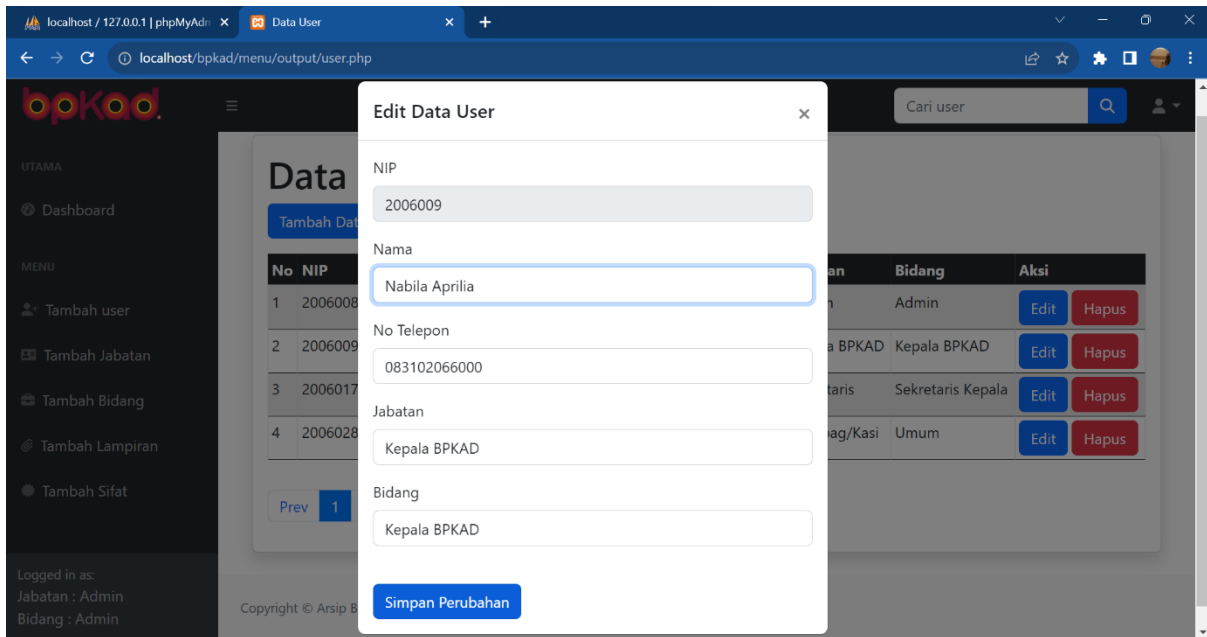 localhost / 127.0.0.1 | phpMyAdn
Data User
localhost/bpkad/menu/output/user.php
bpkad.
Cari user
UTAMA
Dashboard
MENU
Tambah user
Tambah Jabatan
Tambah Bidang
Tambah Lampiran
Tambah Sifat
Logged in as:
Jabatan : Admin
Bidang : Admin
Data
Tambah Dat
No NIP an Bidang Aksi
1 2006008 Admin Edit Hapus
2 2006009 a BPKAD Kepala BPKAD Edit Hapus
3 2006017 taris Sekretaris Kepala Edit Hapus
4 2006028 ag/Kasi Umum Edit Hapus
Prev 1
Copyright © Arsip B
Edit Data User
NIP
2006009
Nama
Nabila Aprilia
No Telepon
083102066000
Jabatan
Kepala BPKAD
Bidang
Kepala BPKAD
Simpan Perubahan